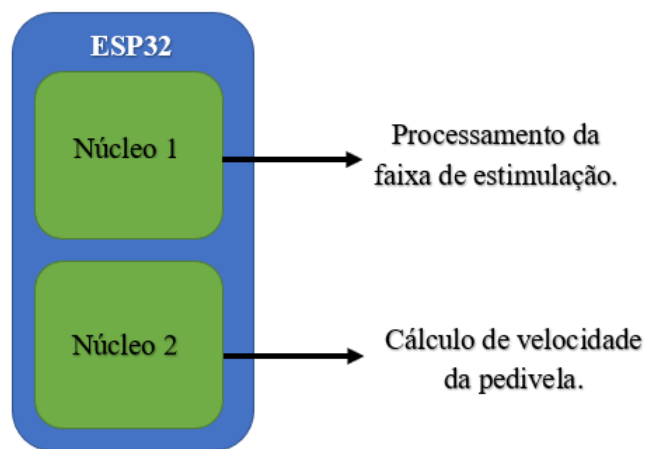 ESP32
Núcleo 1
Processamento da
faixa de estimulação.
Núcleo 2
Cálculo de velocidade
da pedivela.